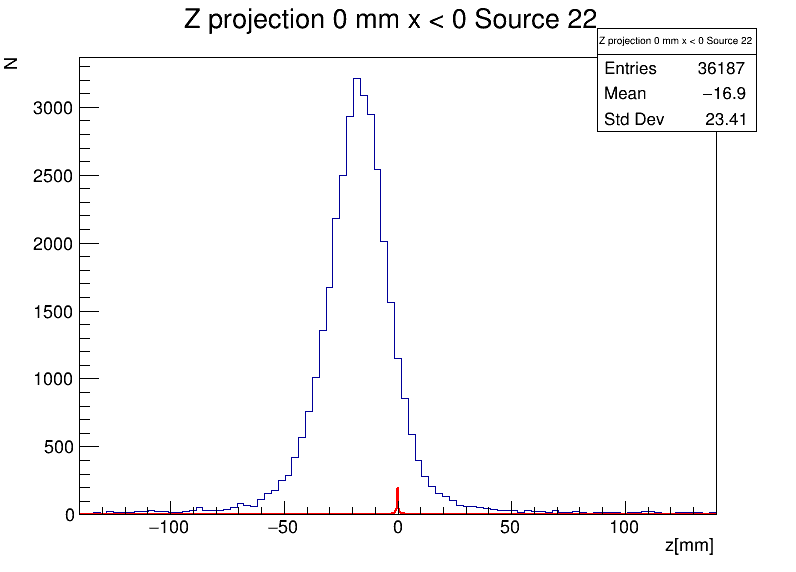 Z projection 0 mm x < 0 Source 22
Z projection 0 mm x < 0 Source 22
Entries 36187
Mean −16.9
Std Dev 23.41
N
3000
2500
2000
1500
1000
500
0
−100 −50 0 50 100
z[mm]